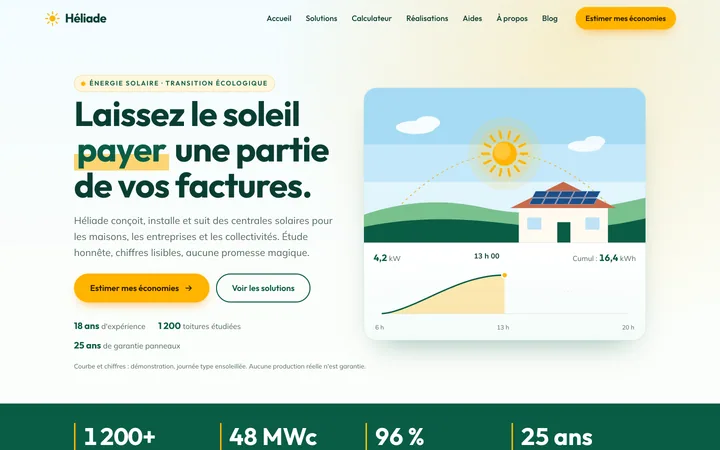 Héliade
Accueil Solutions Calculateur Réalisations Aides À propos Blog Estimer mes économies
ÉNERGIE SOLAIRE · TRANSITION ÉCOLOGIQUE
Laissez le soleil
payer une partie
de vos factures.
Héliade conçoit, installe et suit des centrales solaires pour
les maisons, les entreprises et les collectivités. Étude
honnête, chiffres lisibles, aucune promesse magique.
Estimer mes économies → Voir les solutions
18 ans d'expérience 1 200 toitures étudiées
25 ans de garantie panneaux
4,2 kW 13 h 00 Cumul : 16,4 kWh
6 h 13 h 20 h
Courbe et chiffres : démonstration, journée type ensoleillée. Aucune production réelle n'est garantie.
1 200+ 48 MWc 96 % 25 ans